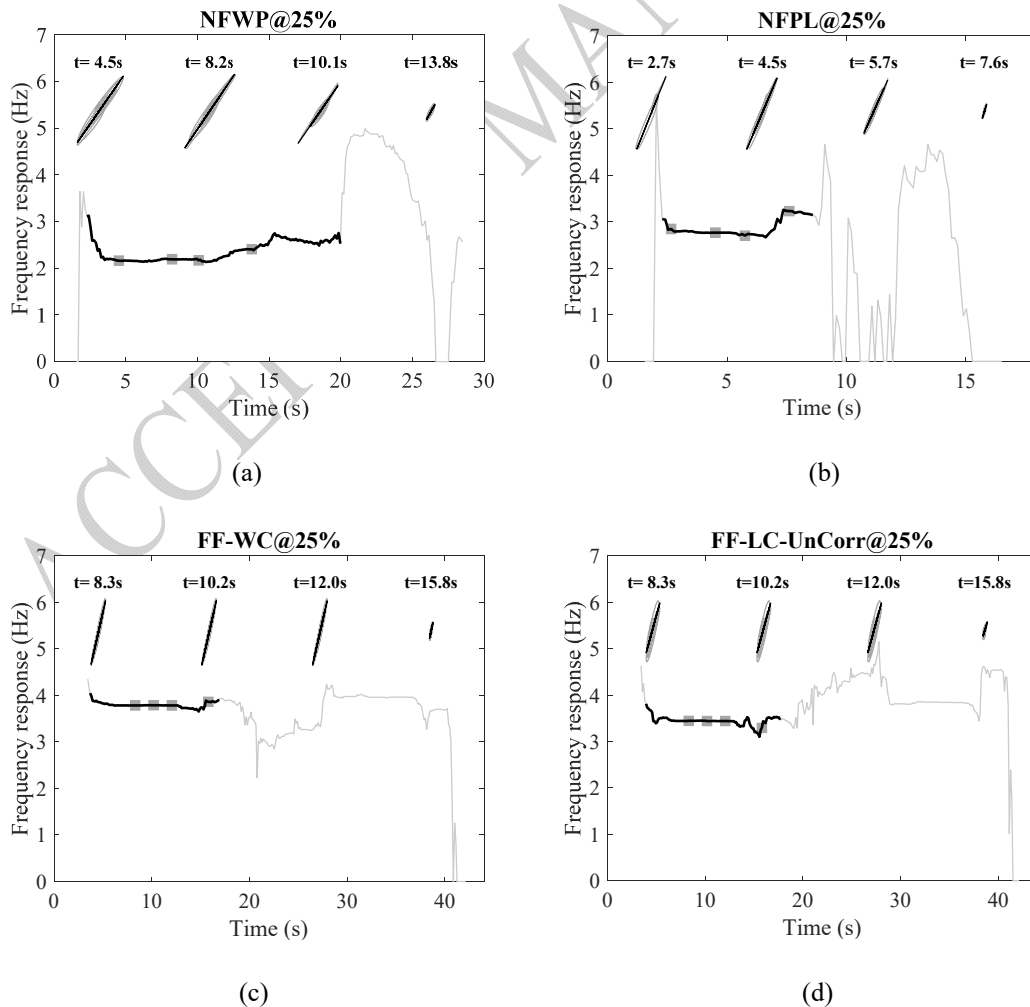 NFWP@25%
7
6
5
4
3
2
1
0
Frequency response (Hz)
t= 4.5s
t= 8.2s
t= 10.1s
t=13.8s
0
5
10
15
20
25
30
Time (s)
(a)
NFPL@25%
7
6
5
4
3
2
1
0
Frequency response (Hz)
t= 2.7s
t= 4.5s
t= 5.7s
t= 7.6s
0
5
10
15
Time (s)
(b)
FF-WC@25%
7
6
5
4
3
2
1
0
Frequency response (Hz)
t= 8.3s
t=10.2s
t=12.0s
t=15.8s
0
10
20
30
40
Time (s)
(c)
FF-LC-UnCorr@25%
7
6
5
4
3
2
1
0
Frequency response (Hz)
t= 8.3s
t=10.2s
t=12.0s
t=15.8s
0
10
20
30
40
Time (s)
(d)